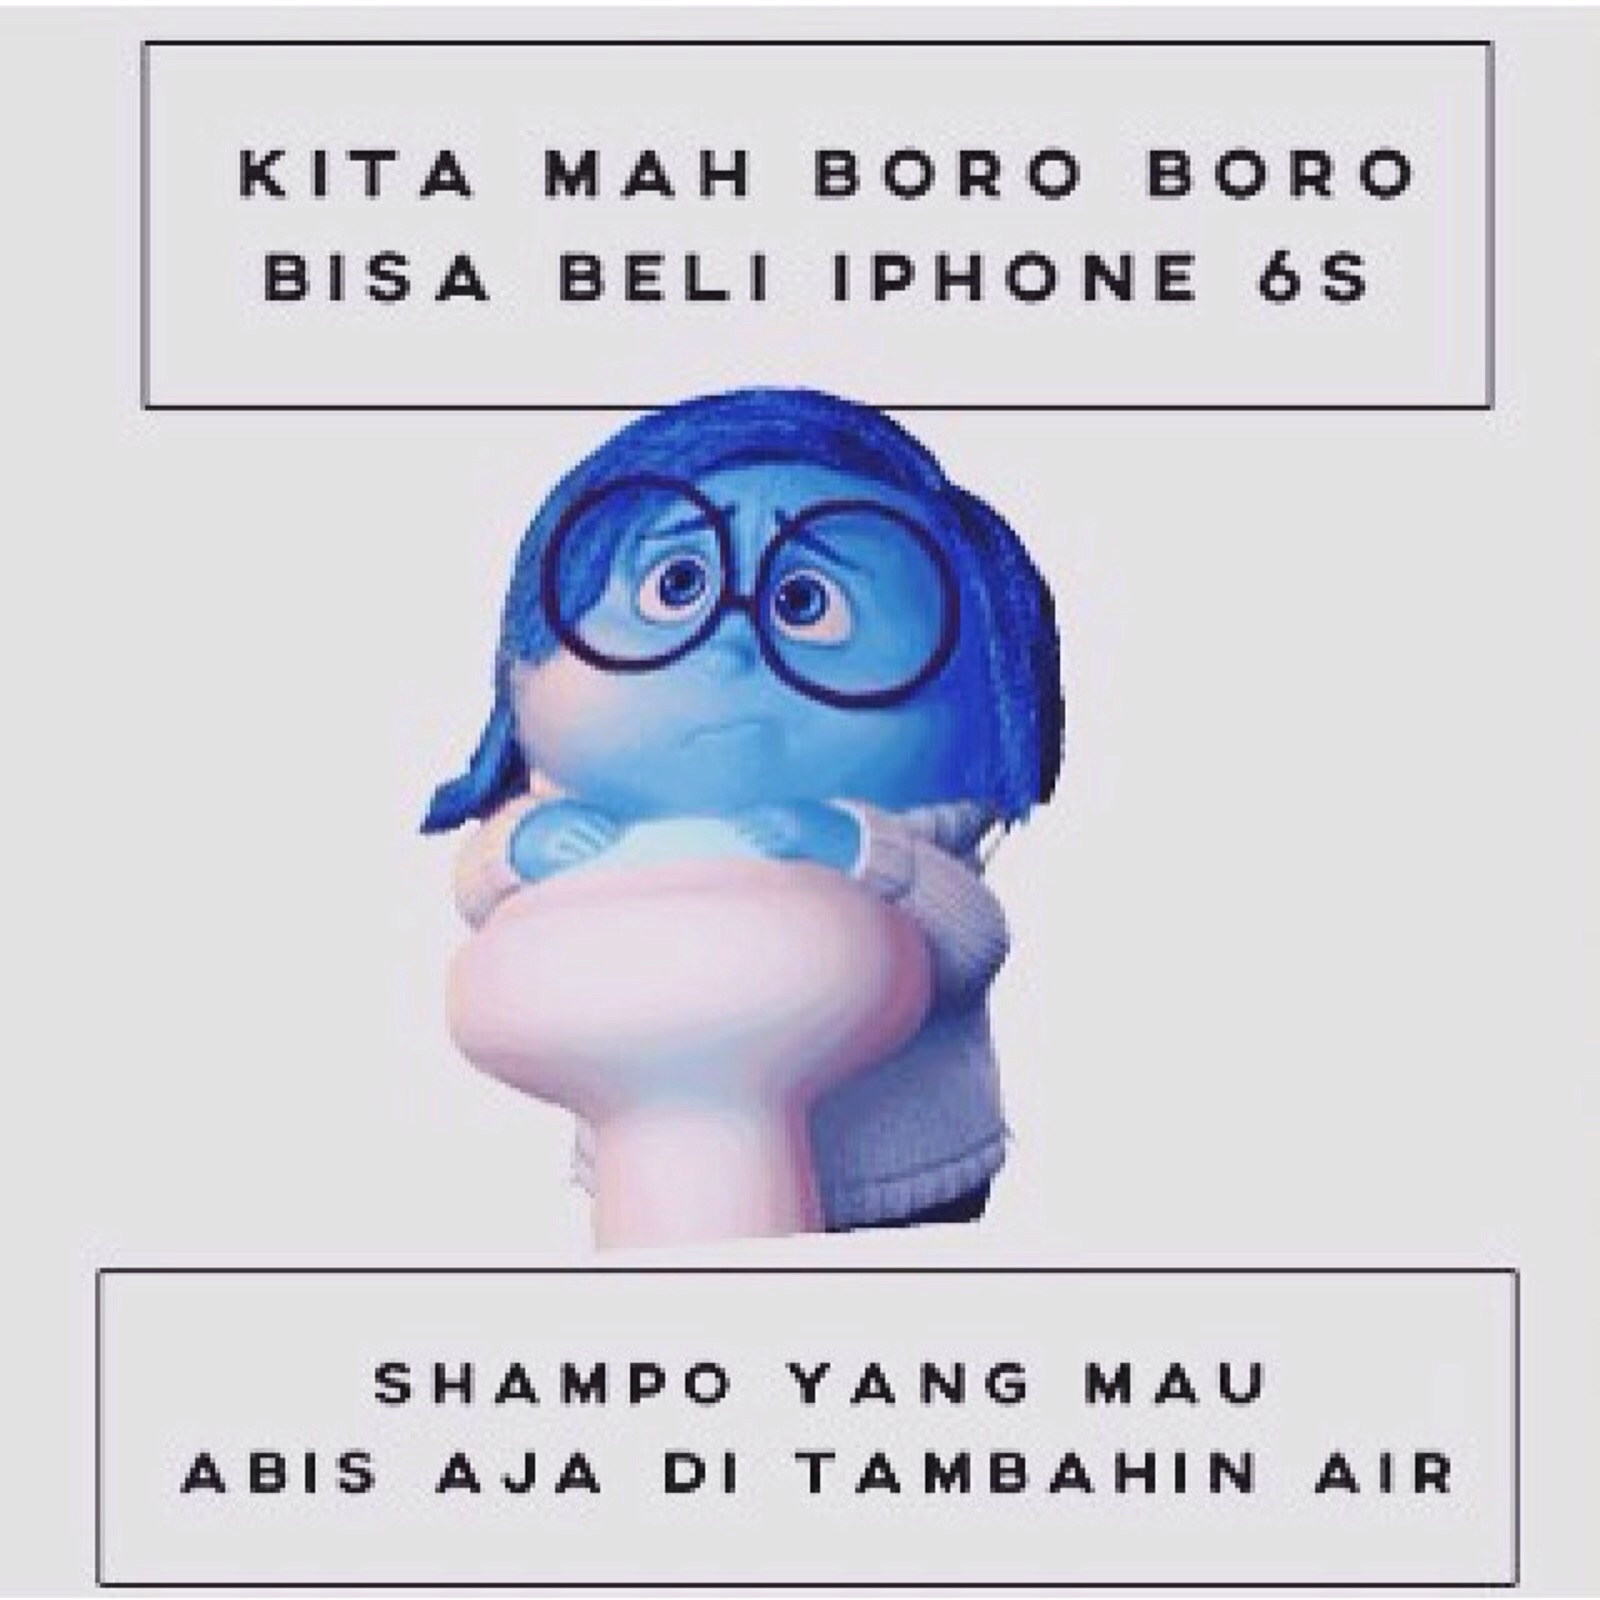 KITA MAH BORO BORO
BISA BELI IPHONE 6S
SHAMPO YANG MAU
ABIS AJA DI TAMBAHIN AIR